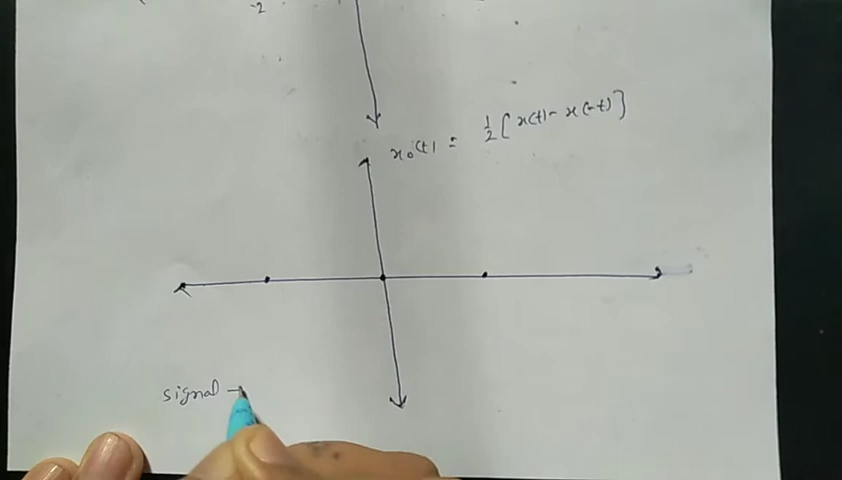 -2
x₀(t) = 1/2 [x(t) - x(-t)]
signal -